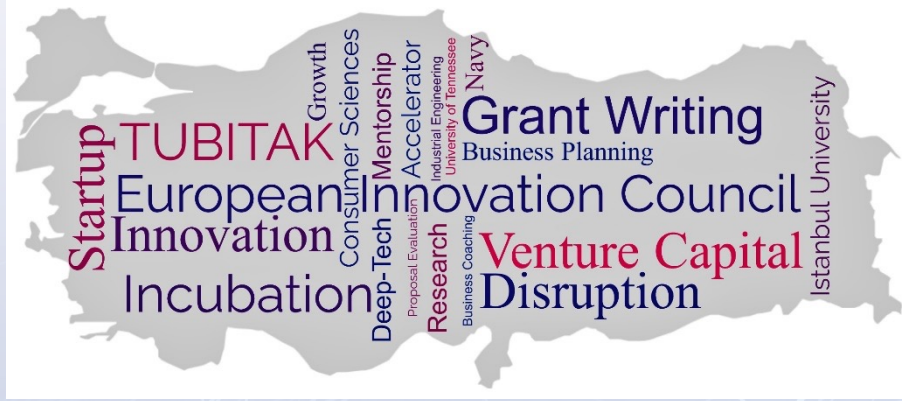 Startup
TUBITAK
Growth
Consumer Sciences
Mentorship
Accelerator
Industrial Engineering
University of Tennessee
Navy
Grant Writing
Business Planning
European Innovation Council
Istanbul University
Innovation
Incubation
Deep-Tech
Proposal Evaluation
Research
Business Coaching
Venture Capital
Disruption